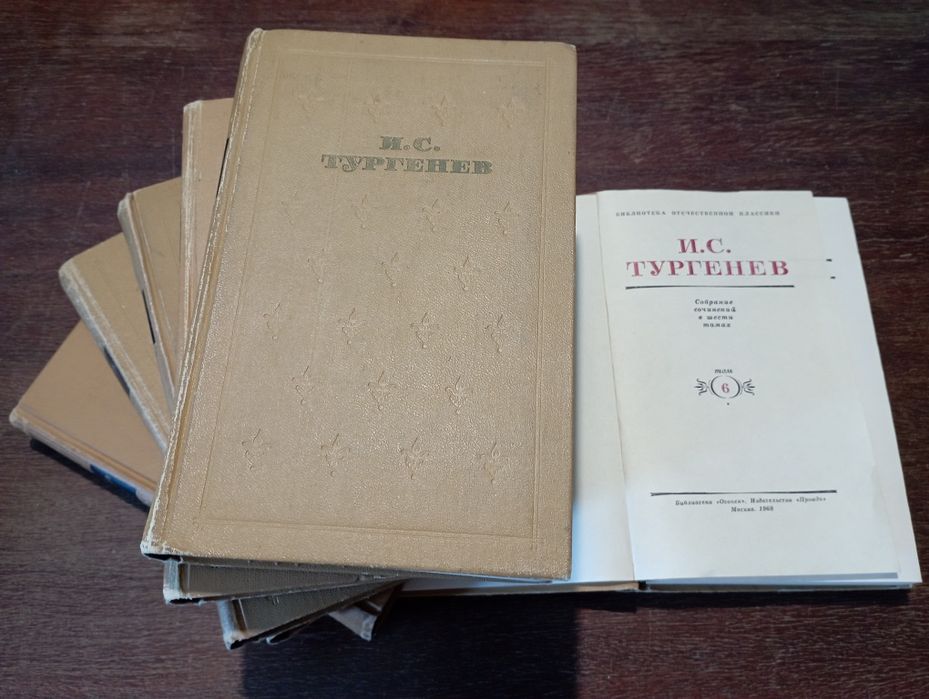 И.С.
ТУРГЕНЕВ
БИБЛИОТЕКА ОТЕЧЕСТВЕННОЙ КЛАССИКИ
И.С.
ТУРГЕНЕВ
Собрание
сочинений
в шести
томах
том
6
Библиотека «Огонек». Издательство «Правда»
Москва. 1968